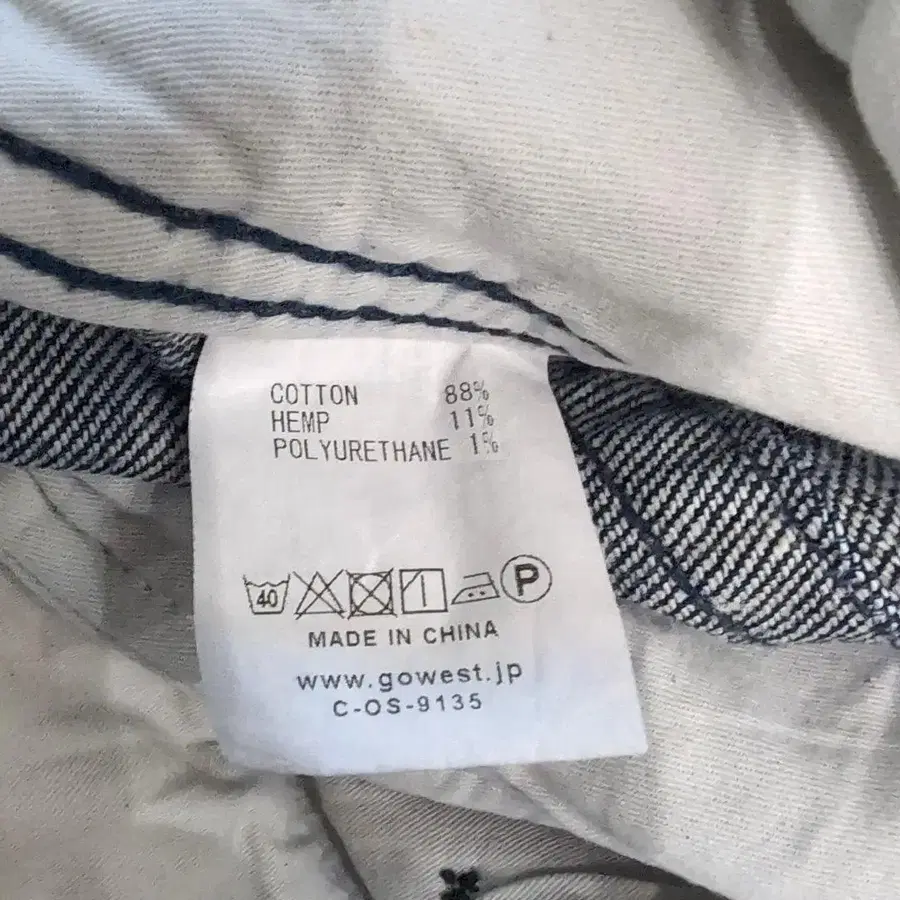 COTTON 88%
HEMP 11%
POLYURETHANE 1%
40 P
MADE IN CHINA
www.gowest.jp
C-OS-9135